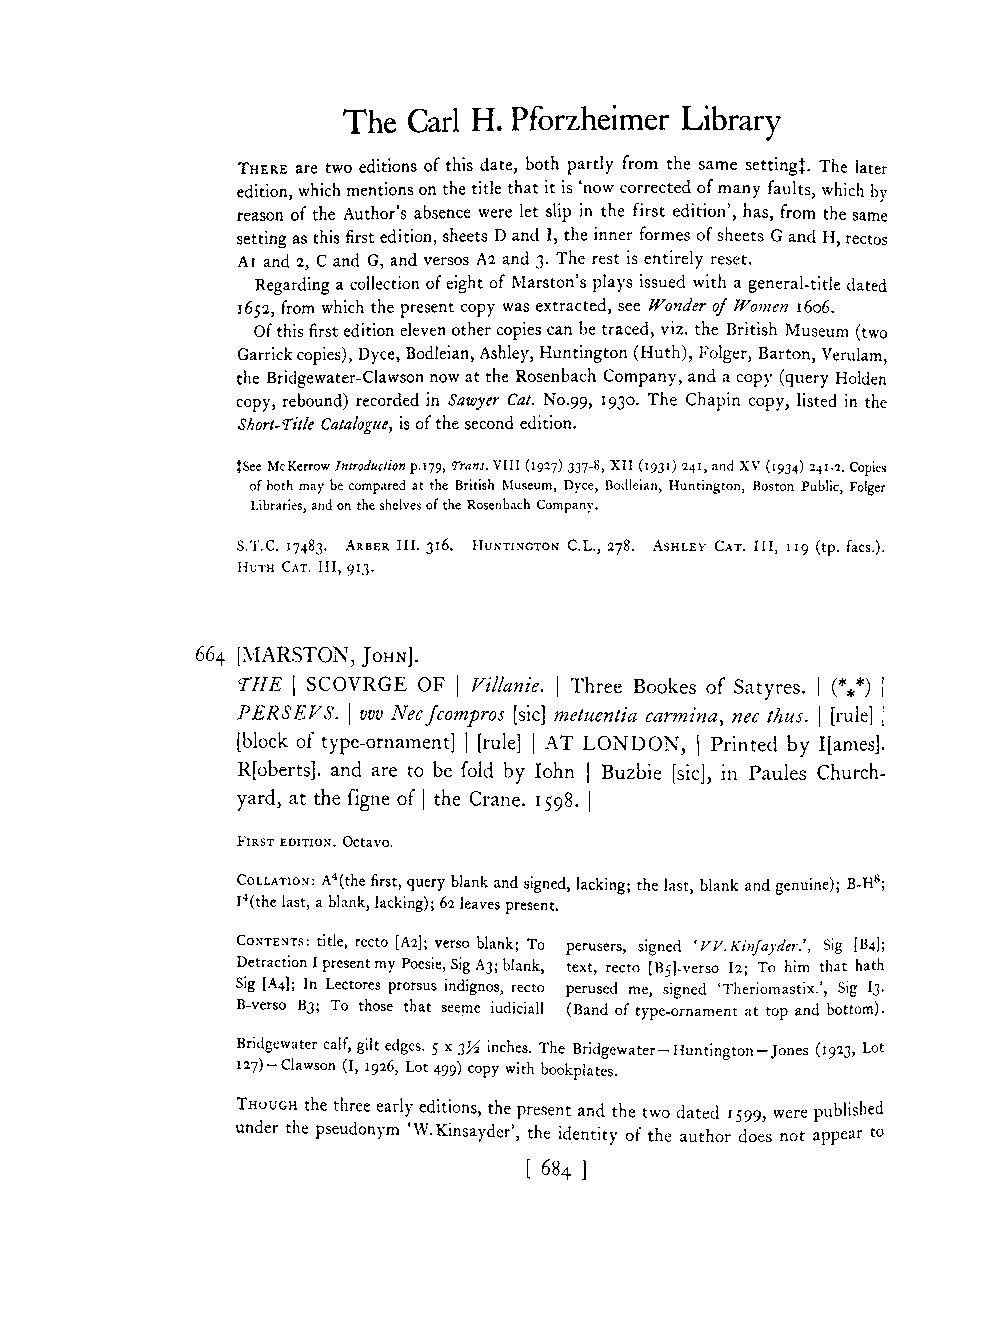 The Carl H. Pforzheimer Library
THERE are two editions of this date, both partly from the same setting‡. The later
edition, which mentions on the title that it is 'now corrected of many faults, which by
reason of the Author's absence were let slip in the first edition', has, from the same
setting as this first edition, sheets D and I, the inner formes of sheets G and H, rectos
A1 and 2, C and G, and versos A2 and 3. The rest is entirely reset.
Regarding a collection of eight of Marston's plays issued with a general-title dated
1652, from which the present copy was extracted, see Wonder of Women 1606.
Of this first edition eleven other copies can be traced, viz. the British Museum (two
Garrick copies), Dyce, Bodleian, Ashley, Huntington (Huth), Folger, Barton, Verulam,
the Bridgewater-Clawson now at the Rosenbach Company, and a copy (query Holden
copy, rebound) recorded in Sawyer Cat. No.99, 1930. The Chapin copy, listed in the
Short-Title Catalogue, is of the second edition.
‡See McKerrow Introduction p.179, Trans. VIII (1927) 337-8, XII (1931) 241, and XV (1934) 241-2. Copies
of both may be compared at the British Museum, Dyce, Bodleian, Huntington, Boston Public, Folger
Libraries, and on the shelves of the Rosenbach Company.
S.T.C. 17483. ARBER III. 316. HUNTINGTON C.L., 278. ASHLEY CAT. III, 119 (tp. facs.).
HUTH CAT. III, 913.
664 [MARSTON, JOHN].
THE | SCOVRGE OF | Villanie. | Three Bookes of Satyres. | (*⁎*) |
PERSEVS. | vvv Nec ſcompros [sic] metuentia carmina, nec thus. | [rule] |
[block of type-ornament] | [rule] | AT LONDON, | Printed by I[ames].
R[oberts]. and are to be ſold by Iohn | Buzbie [sic], in Paules Church-
yard, at the ſigne of | the Crane. 1598. |
FIRST EDITION. Octavo.
COLLATION: A⁴(the first, query blank and signed, lacking; the last, blank and genuine); B-H⁸;
I⁴(the last, a blank, lacking); 62 leaves present.
CONTENTS: title, recto [A2]; verso blank; To
Detraction I present my Poesie, Sig A3; blank,
Sig [A4]; In Lectores prorsus indignos, recto
B-verso B3; To those that seeme iudiciall
perusers, signed 'VV.Kinſayder.', Sig [B4];
text, recto [B5]-verso I2; To him that hath
perused me, signed 'Theriomastix.', Sig I3.
(Band of type-ornament at top and bottom).
Bridgewater calf, gilt edges. 5 x 3½ inches. The Bridgewater—Huntington—Jones (1923, Lot
127)—Clawson (I, 1926, Lot 499) copy with bookplates.
THOUGH the three early editions, the present and the two dated 1599, were published
under the pseudonym 'W.Kinsayder', the identity of the author does not appear to
[ 684 ]